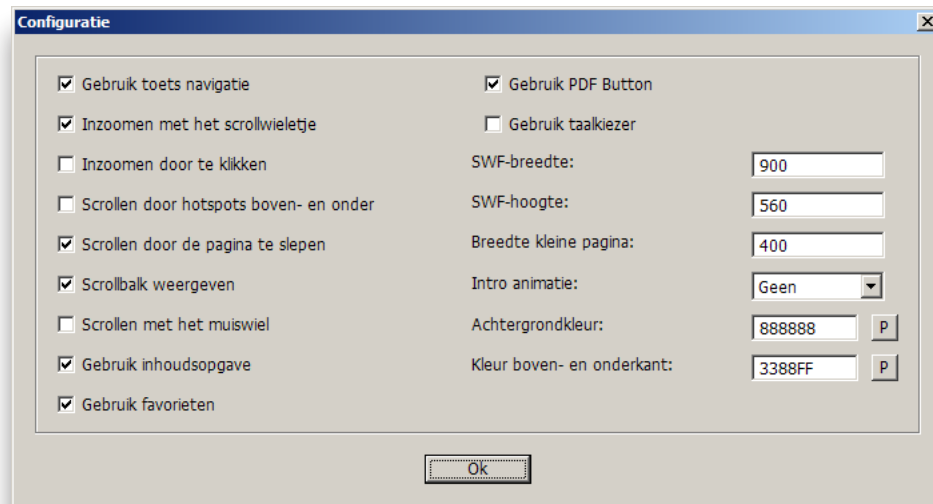 Configuratie
Gebruik toets navigatie
Inzoomen met het scrollwieletje
Inzoomen door te klikken
Scrollen door hotspots boven- en onder
Scrollen door de pagina te slepen
Scrollbalk weergeven
Scrollen met het muiswiel
Gebruik inhoudsopgave
Gebruik favorieten
Gebruik PDF Button
Gebruik taalkiezer
SWF-breedte: 900
SWF-hoogte: 560
Breedte kleine pagina: 400
Intro animatie: Geen
Achtergrondkleur: 888888 P
Kleur boven- en onderkant: 3388FF P
Ok